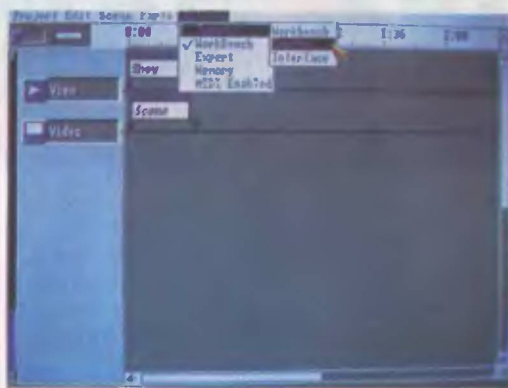 Project Edit Scene Parts
0:00 Workbench 1:36 2:00
✓WorkBench
Expert Interface
Memory
MIDI Enabled
View
Scene
Video